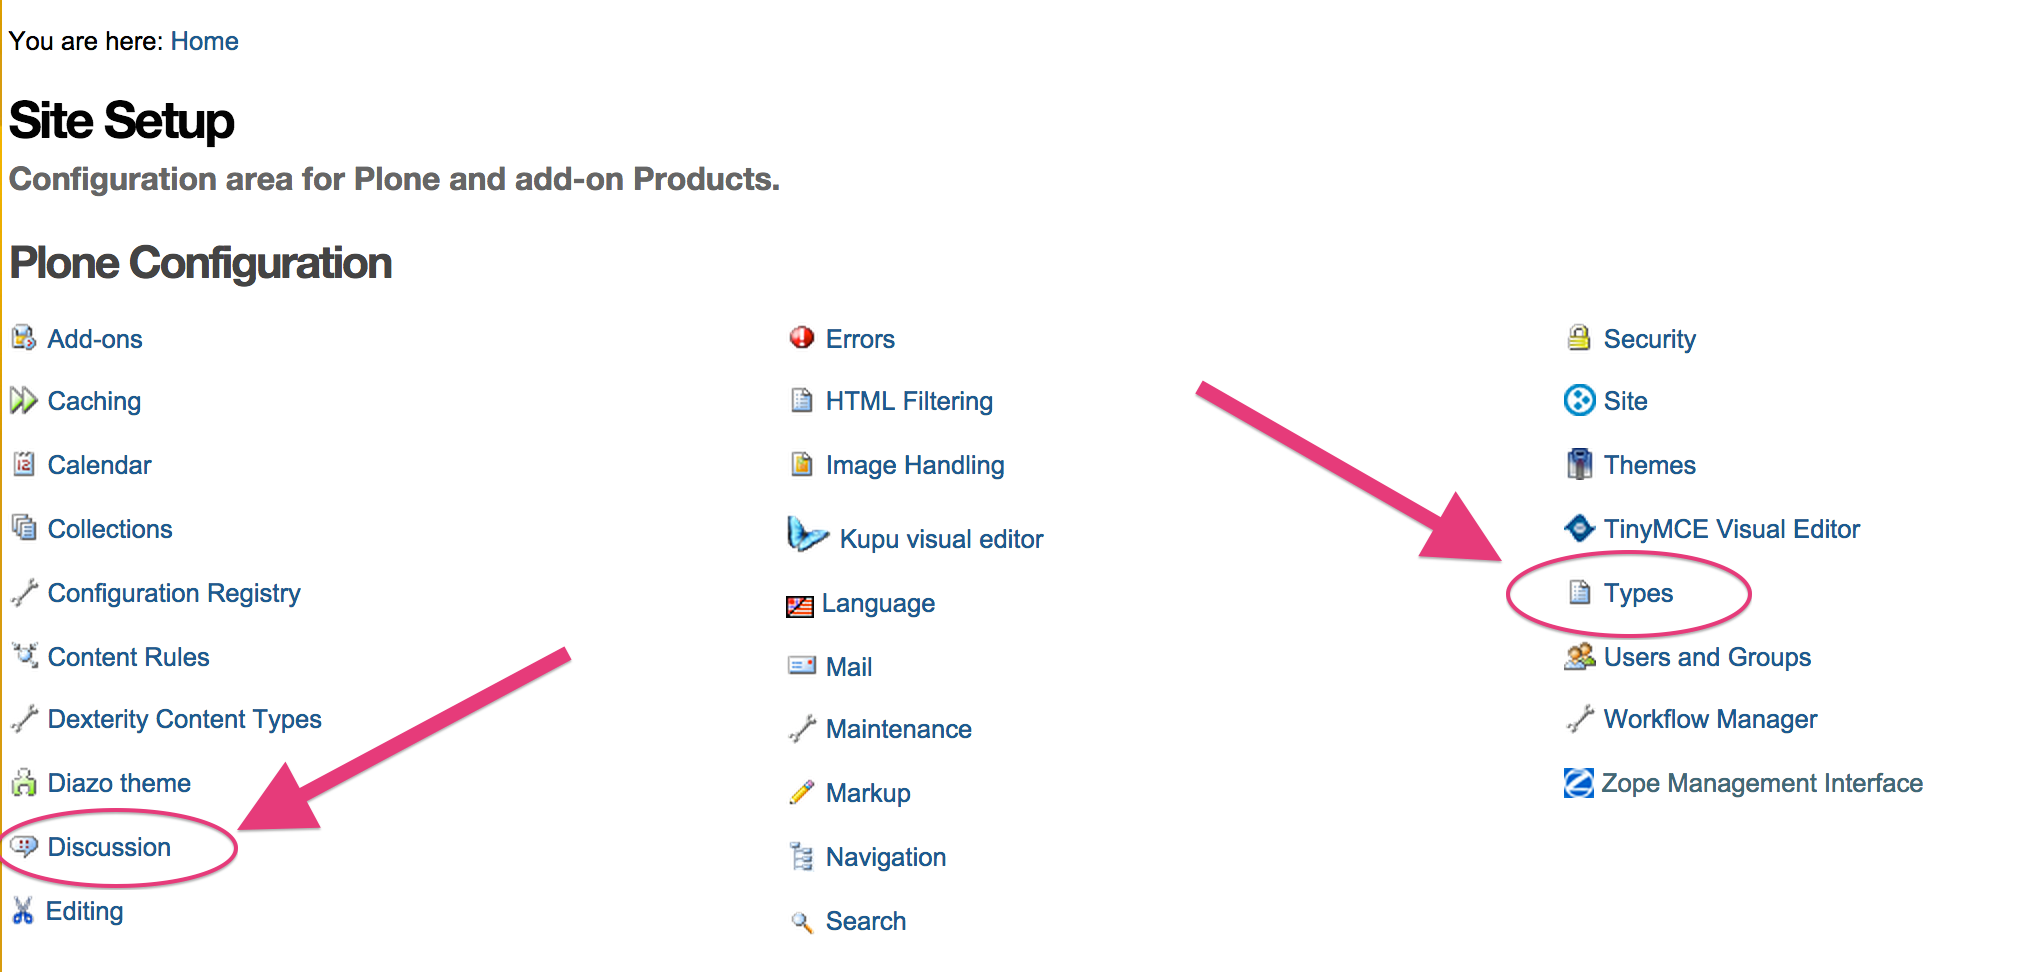 You are here: Home
Site Setup
Configuration area for Plone and add-on Products.
Plone Configuration
Add-ons
Caching
Calendar
Collections
Configuration Registry
Content Rules
Dexterity Content Types
Diazo theme
Discussion
Editing
Errors
HTML Filtering
Image Handling
Kupu visual editor
Language
Mail
Maintenance
Markup
Navigation
Search
Security
Site
Themes
TinyMCE Visual Editor
Types
Users and Groups
Workflow Manager
Zope Management Interface